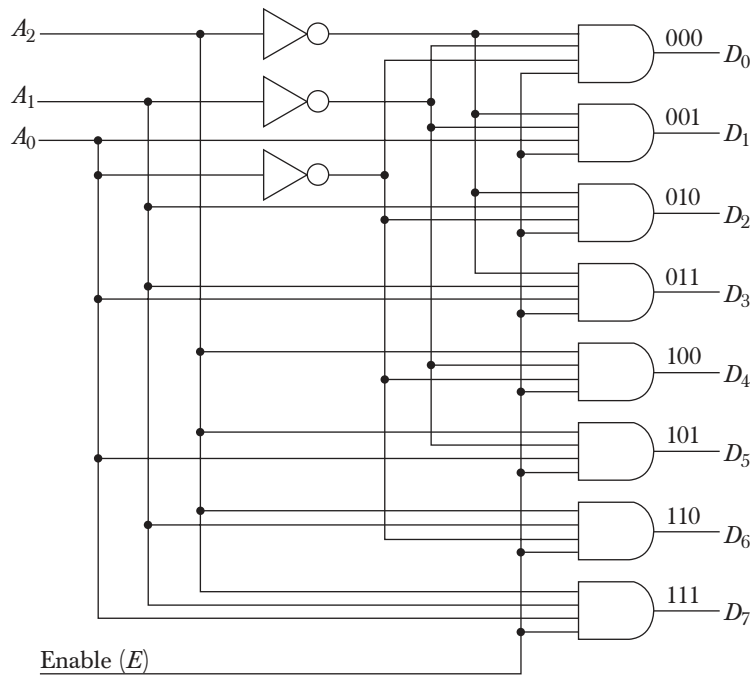 A₂
000
D₀
A₁
A₀
001
D₁
010
D₂
011
D₃
100
D₄
101
D₅
110
D₆
111
D₇
Enable (E)